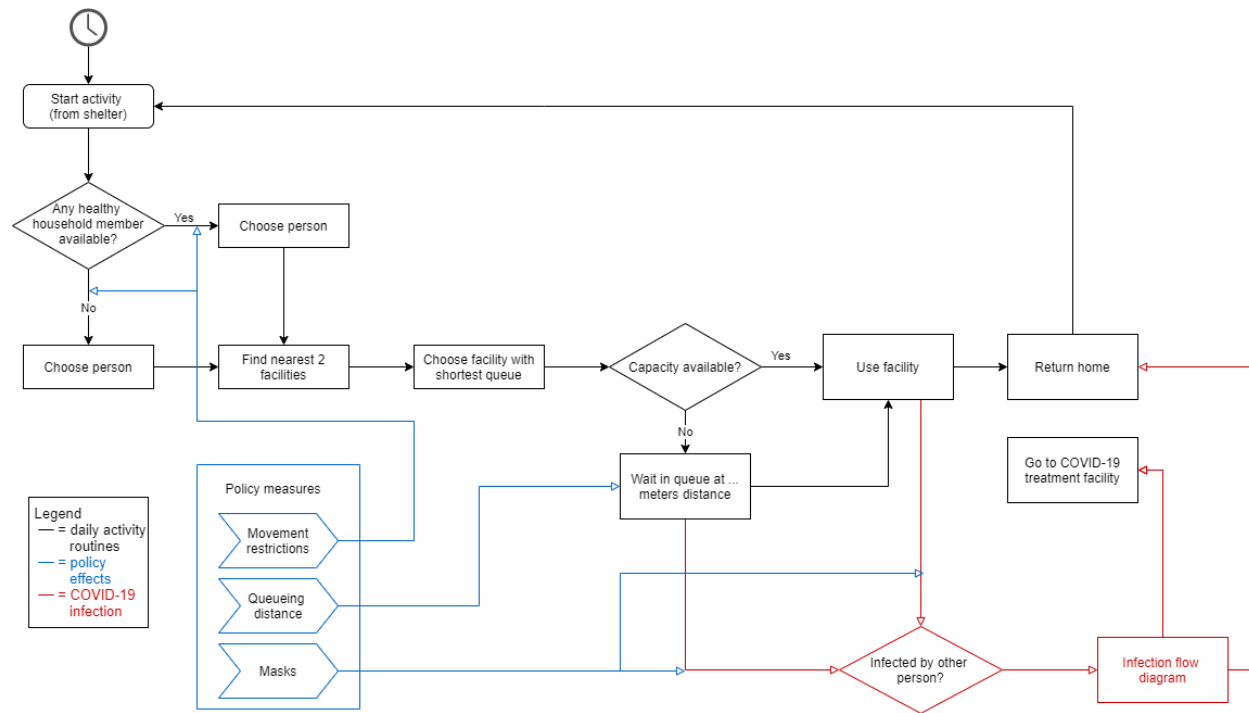 Start activity
(from shelter)
Any healthy
household member
available?
Yes
Choose person
No
Choose person
Find nearest 2
facilities
Choose facility with
shortest queue
Capacity available?
Yes
Use facility
Return home
No
Wait in queue at ...
meters distance
Go to COVID-19
treatment facility
Policy measures
Movement
restrictions
Queueing
distance
Masks
Legend
= daily activity
routines
= policy
effects
= COVID-19
infection
Infected by other
person?
Infection flow
diagram